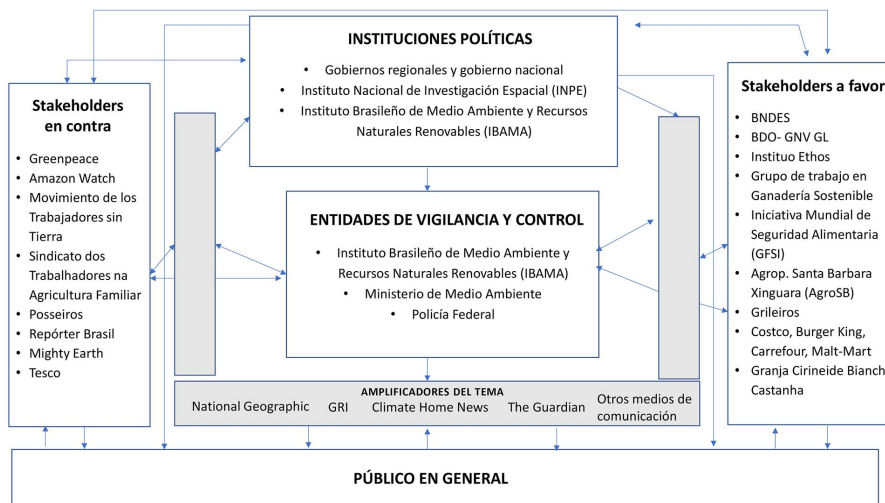 INSTITUCIONES POLÍTICAS
• Gobiernos regionales y gobierno nacional
• Instituto Nacional de Investigación Espacial (INPE)
• Instituto Brasileño de Medio Ambiente y Recursos
Naturales Renovables (IBAMA)
Stakeholders
en contra
• Greenpeace
• Amazon Watch
• Movimiento de los
Trabajadores sin
Tierra
• Sindicato dos
Trabalhadores na
Agricultura Familiar
• Posseiros
• Repórter Brasil
• Mighty Earth
• Tesco
ENTIDADES DE VIGILANCIA Y CONTROL
• Instituto Brasileño de Medio Ambiente y
Recursos Naturales Renovables (IBAMA)
• Ministerio de Medio Ambiente
• Policía Federal
Stakeholders a favor
• BNDES
• BDO- GNV GL
• Instituo Ethos
• Grupo de trabajo en
Ganadería Sostenible
• Iniciativa Mundial de
Seguridad Alimentaria
(GFSI)
• Agrop. Santa Barbara
Xinguara (AgroSB)
• Grileiros
• Costco, Burger King,
Carrefour, Malt-Mart
• Granja Cirineide Bianch
Castanha
AMPLIFICADORES DEL TEMA
National Geographic GRI Climate Home News The Guardian Otros medios de
comunicación
PÚBLICO EN GENERAL